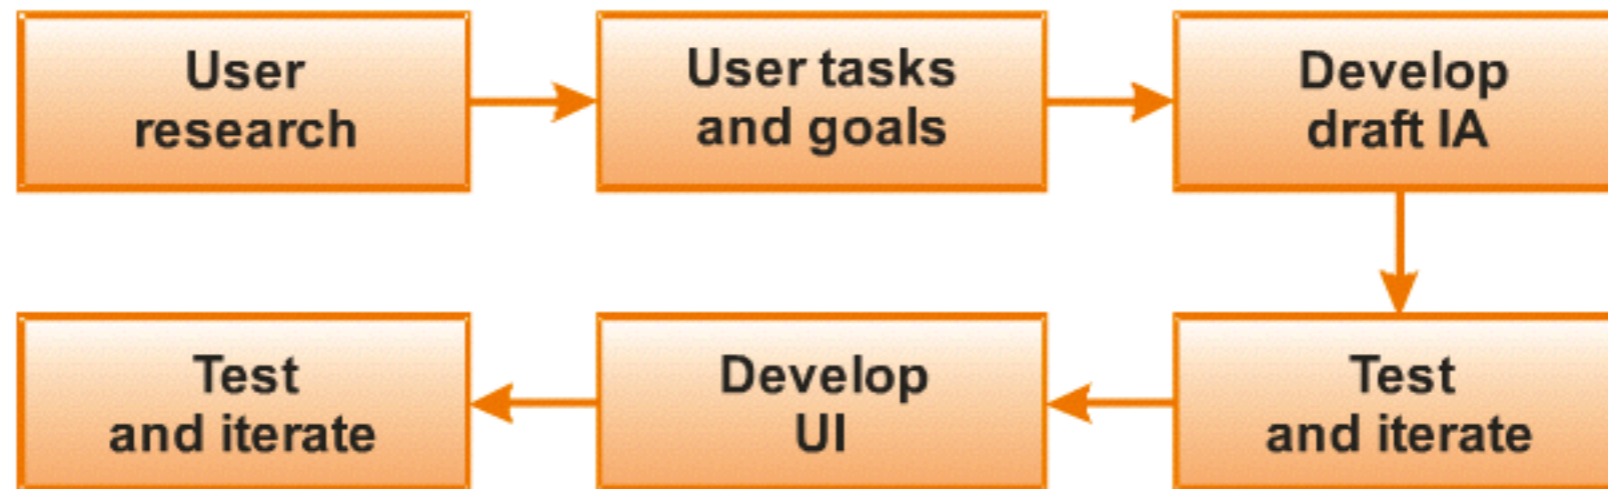 User
research
User tasks
and goals
Develop
draft IA
Test
and iterate
Develop
UI
Test
and iterate